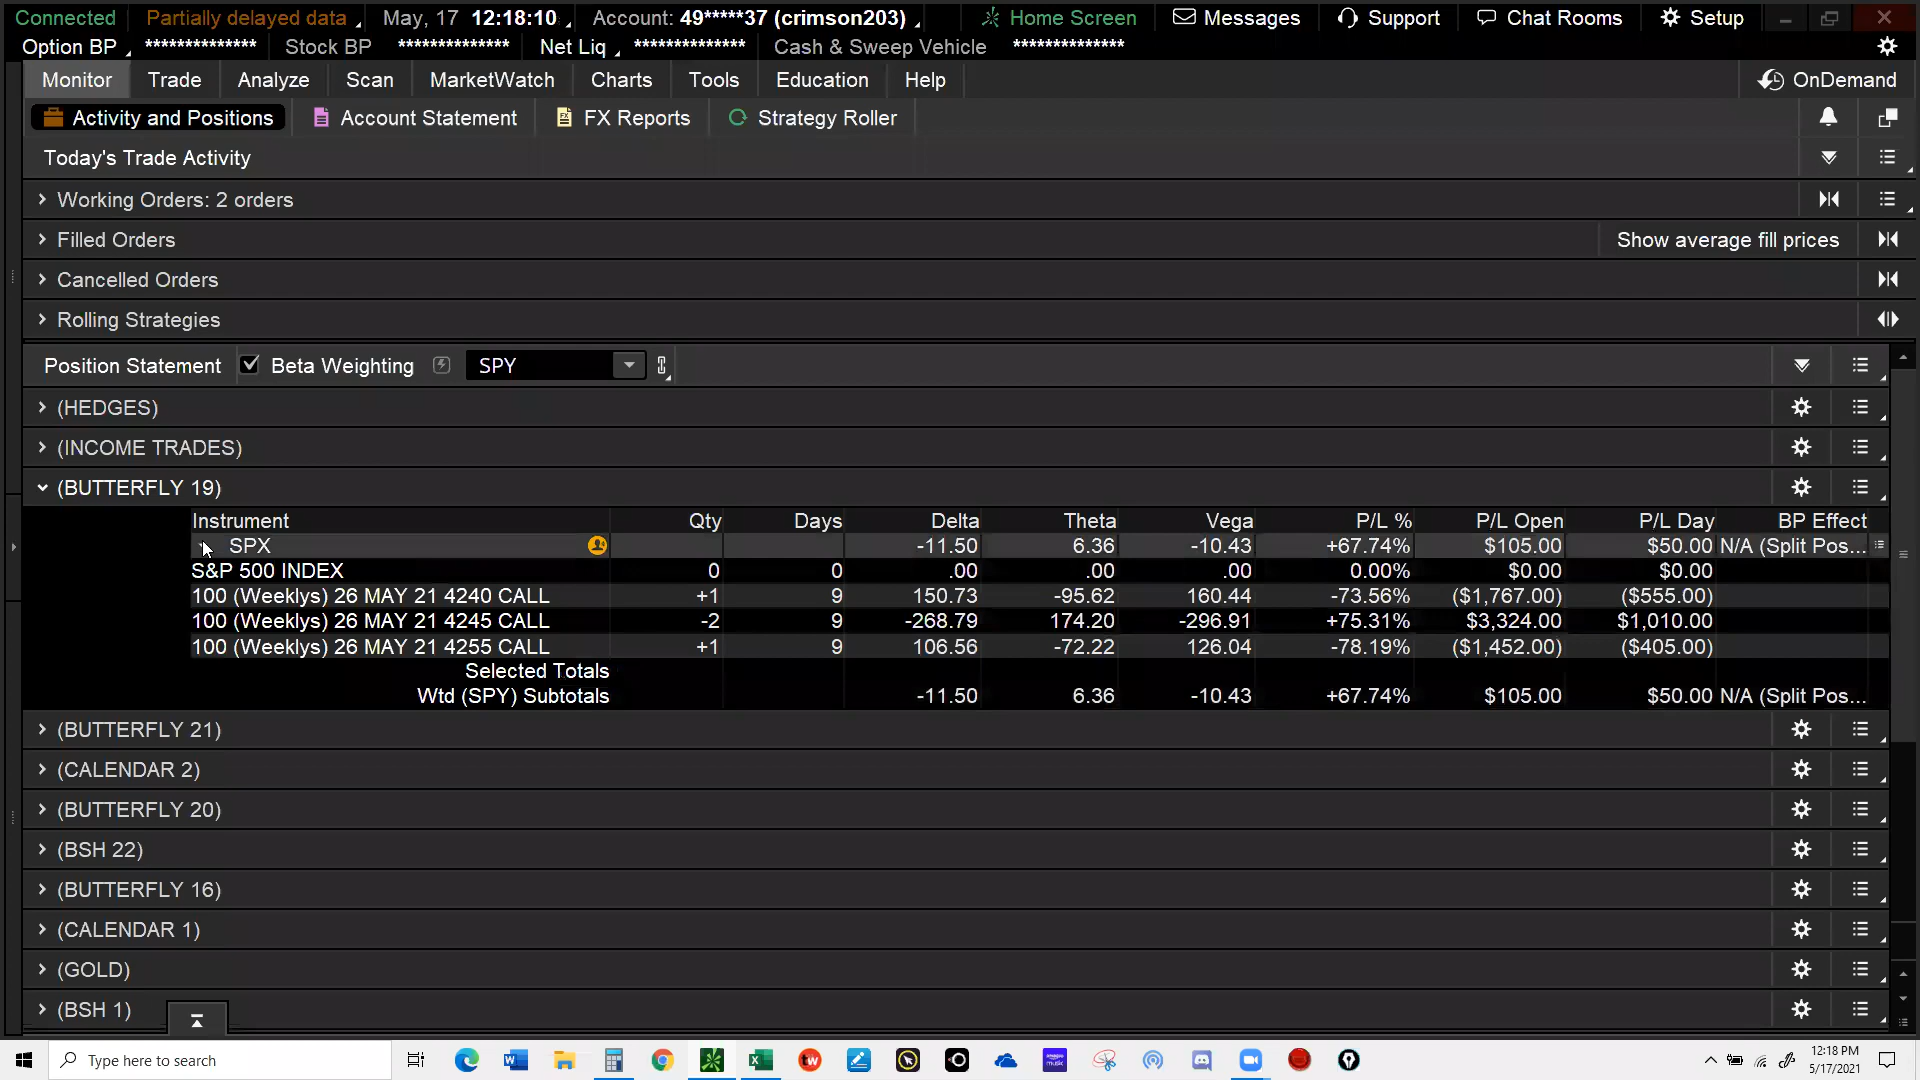 Connected Partially delayed data May, 17 12:18:10 Account: 49*****37 (crimson203) Home Screen Messages Support Chat Rooms Setup
Option BP ************** Stock BP ************** Net Liq ************** Cash & Sweep Vehicle **************
Monitor Trade Analyze Scan MarketWatch Charts Tools Education Help OnDemand
Activity and Positions Account Statement FX Reports Strategy Roller
Today's Trade Activity
Working Orders: 2 orders
Filled Orders Show average fill prices
Cancelled Orders
Rolling Strategies
Position Statement Beta Weighting SPY
(HEDGES)
(INCOME TRADES)
(BUTTERFLY 19)
Instrument Qty Days Delta Theta Vega P/L % P/L Open P/L Day BP Effect
SPX -11.50 6.36 -10.43 +67.74% $105.00 $50.00 N/A (Split Pos...
S&P 500 INDEX 0 0 .00 .00 .00 0.00% $0.00 $0.00
100 (Weeklys) 26 MAY 21 4240 CALL +1 9 150.73 -95.62 160.44 -73.56% ($1,767.00) ($555.00)
100 (Weeklys) 26 MAY 21 4245 CALL -2 9 -268.79 174.20 -296.91 +75.31% $3,324.00 $1,010.00
100 (Weeklys) 26 MAY 21 4255 CALL +1 9 106.56 -72.22 126.04 -78.19% ($1,452.00) ($405.00)
Selected Totals
Wtd (SPY) Subtotals -11.50 6.36 -10.43 +67.74% $105.00 $50.00 N/A (Split Pos...
(BUTTERFLY 21)
(CALENDAR 2)
(BUTTERFLY 20)
(BSH 22)
(BUTTERFLY 16)
(CALENDAR 1)
(GOLD)
(BSH 1)
Type here to search
12:18 PM
5/17/2021